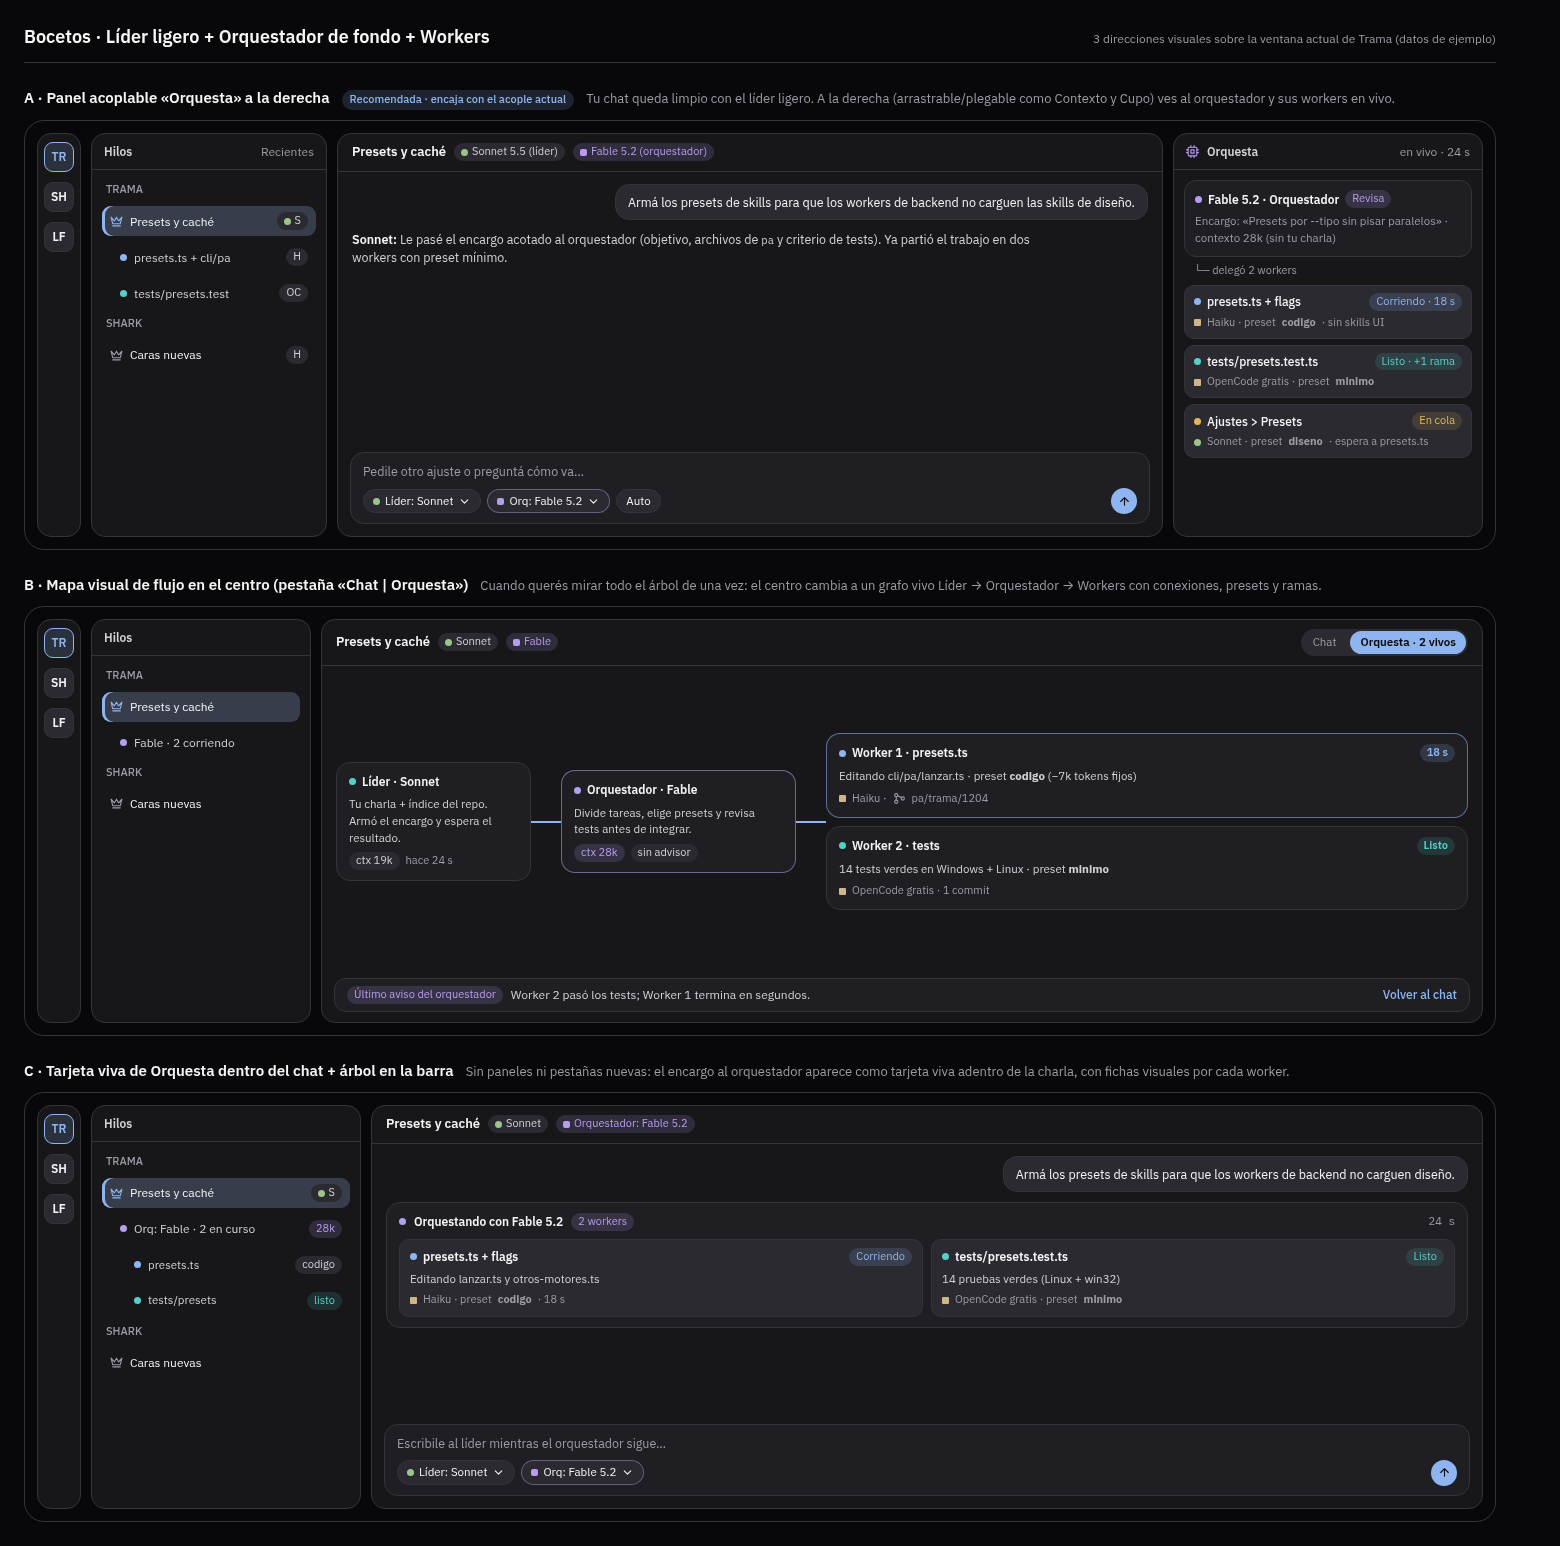 Bocetos · Líder ligero + Orquestador de fondo + Workers
3 direcciones visuales sobre la ventana actual de Trama (datos de ejemplo)
A · Panel acoplable «Orquesta» a la derecha
Recomendada · encaja con el acople actual
Tu chat queda limpio con el líder ligero. A la derecha (arrastrable/plegable como Contexto y Cupo) ves al orquestador y sus workers en vivo.
TR
SH
LF
Hilos
Recientes
TRAMA
Presets y caché
S
presets.ts + cli/pa
H
tests/presets.test
OC
SHARK
Caras nuevas
H
Presets y caché
Sonnet 5.5 (líder)
Fable 5.2 (orquestador)
Armá los presets de skills para que los workers de backend no carguen las skills de diseño.
Sonnet: Le pasé el encargo acotado al orquestador (objetivo, archivos de pa y criterio de tests). Ya partió el trabajo en dos
workers con preset mínimo.
Pedile otro ajuste o preguntá cómo va…
Líder: Sonnet
Orq: Fable 5.2
Auto
Orquesta
en vivo · 24 s
Fable 5.2 · Orquestador
Revisa
Encargo: «Presets por --tipo sin pisar paralelos» ·
contexto 28k (sin tu charla)
└─ delegó 2 workers
presets.ts + flags
Corriendo · 18 s
Haiku · preset codigo · sin skills UI
tests/presets.test.ts
Listo · +1 rama
OpenCode gratis · preset minimo
Ajustes > Presets
En cola
Sonnet · preset diseno · espera a presets.ts
B · Mapa visual de flujo en el centro (pestaña «Chat | Orquesta»)
Cuando querés mirar todo el árbol de una vez: el centro cambia a un grafo vivo Líder → Orquestador → Workers con conexiones, presets y ramas.
TR
SH
LF
Hilos
TRAMA
Presets y caché
Fable · 2 corriendo
SHARK
Caras nuevas
Presets y caché
Sonnet
Fable
Chat
Orquesta · 2 vivos
Líder · Sonnet
Tu charla + índice del repo.
Armó el encargo y espera el
resultado.
ctx 19k
hace 24 s
Orquestador · Fable
Divide tareas, elige presets y revisa
tests antes de integrar.
ctx 28k
sin advisor
Worker 1 · presets.ts
18 s
Editando cli/pa/lanzar.ts · preset codigo (−7k tokens fijos)
Haiku · pa/trama/1204
Worker 2 · tests
Listo
14 tests verdes en Windows + Linux · preset minimo
OpenCode gratis · 1 commit
Último aviso del orquestador
Worker 2 pasó los tests; Worker 1 termina en segundos.
Volver al chat
C · Tarjeta viva de Orquesta dentro del chat + árbol en la barra
Sin paneles ni pestañas nuevas: el encargo al orquestador aparece como tarjeta viva adentro de la charla, con fichas visuales por cada worker.
TR
SH
LF
Hilos
TRAMA
Presets y caché
S
Orq: Fable · 2 en curso
28k
presets.ts
codigo
tests/presets
listo
SHARK
Caras nuevas
Presets y caché
Sonnet
Orquestador: Fable 5.2
Armá los presets de skills para que los workers de backend no carguen diseño.
Orquestando con Fable 5.2
2 workers
24 s
presets.ts + flags
Corriendo
Editando lanzar.ts y otros-motores.ts
Haiku · preset codigo · 18 s
tests/presets.test.ts
Listo
14 pruebas verdes (Linux + win32)
OpenCode gratis · preset minimo
Escribile al líder mientras el orquestador sigue…
Líder: Sonnet
Orq: Fable 5.2